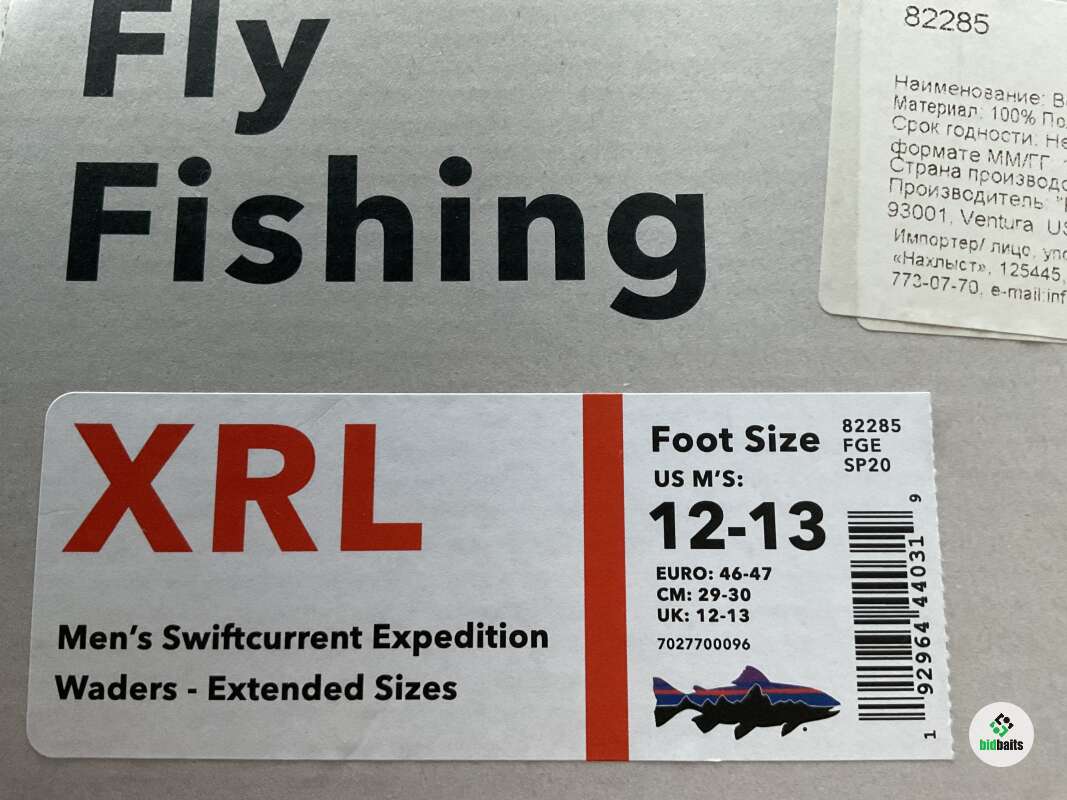 Fly
Fishing
82285
Наименование:
Материал: 100%
Срок годности:
формате ММ/ГГ
Страна
Производитель:
93001, Ventura
Импортер/ лицо,
«Нахлыст», 125445,
773-07-70, e-mail:
XRL
Men's Swiftcurrent Expedition
Waders - Extended Sizes
Foot Size
US M'S:
12-13
EURO: 46-47
CM: 29-30
UK: 12-13
7027700096
82285
FGE
SP20
1 92964 44031 9
bidbaits